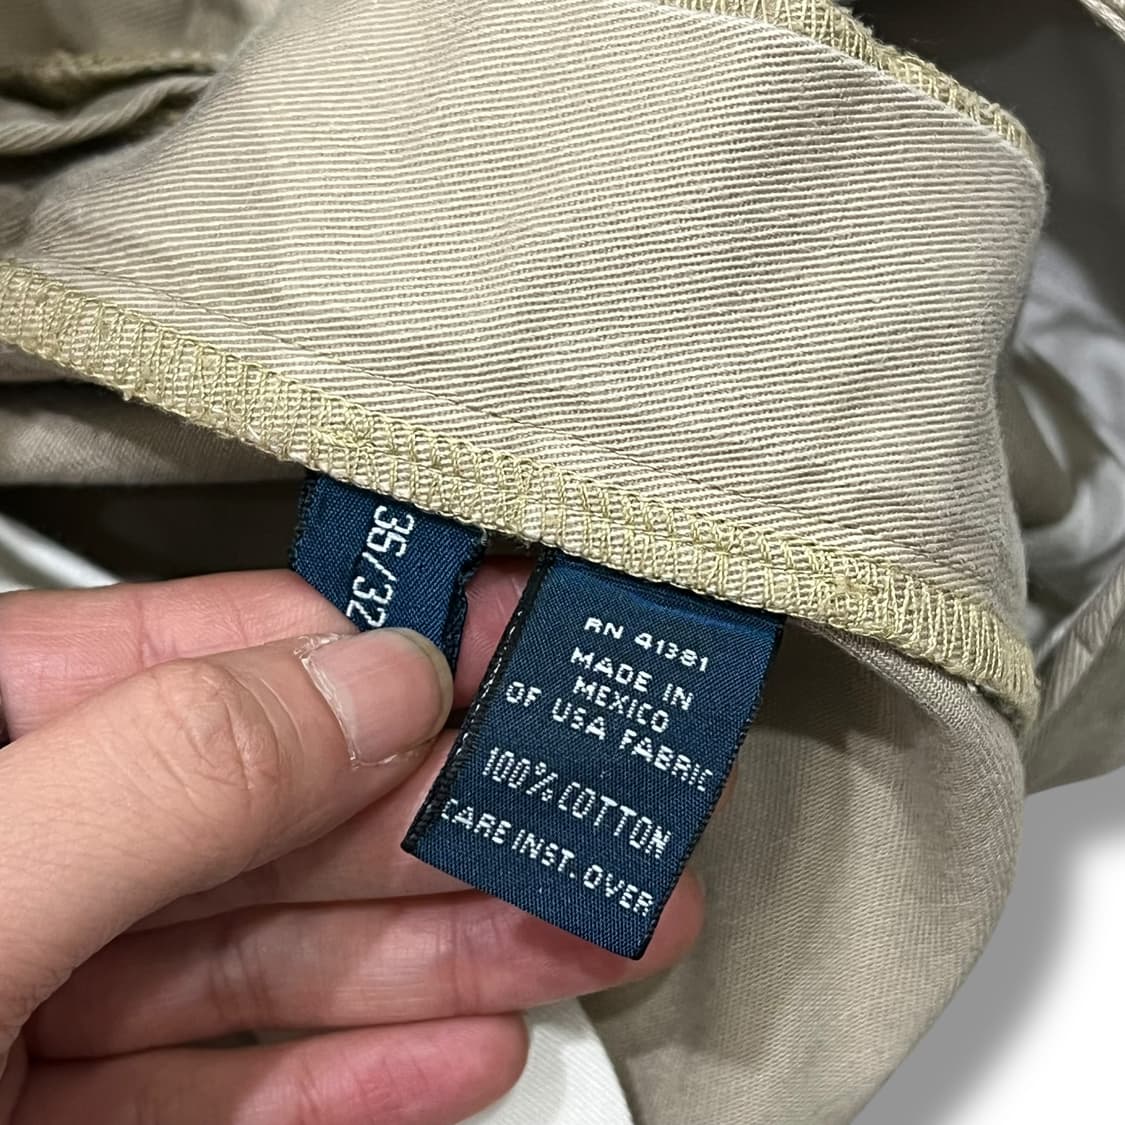 36/32
RN 41381
MADE IN
MEXICO
OF USA FABRIC
100% COTTON
CARE INST. OVER